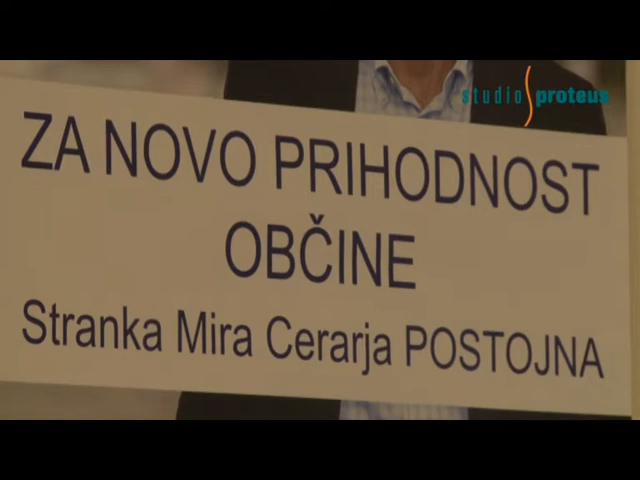 studio proteus
ZA NOVO PRIHODNOST
OBČINE
Stranka Mira Cerarja POSTOJNA